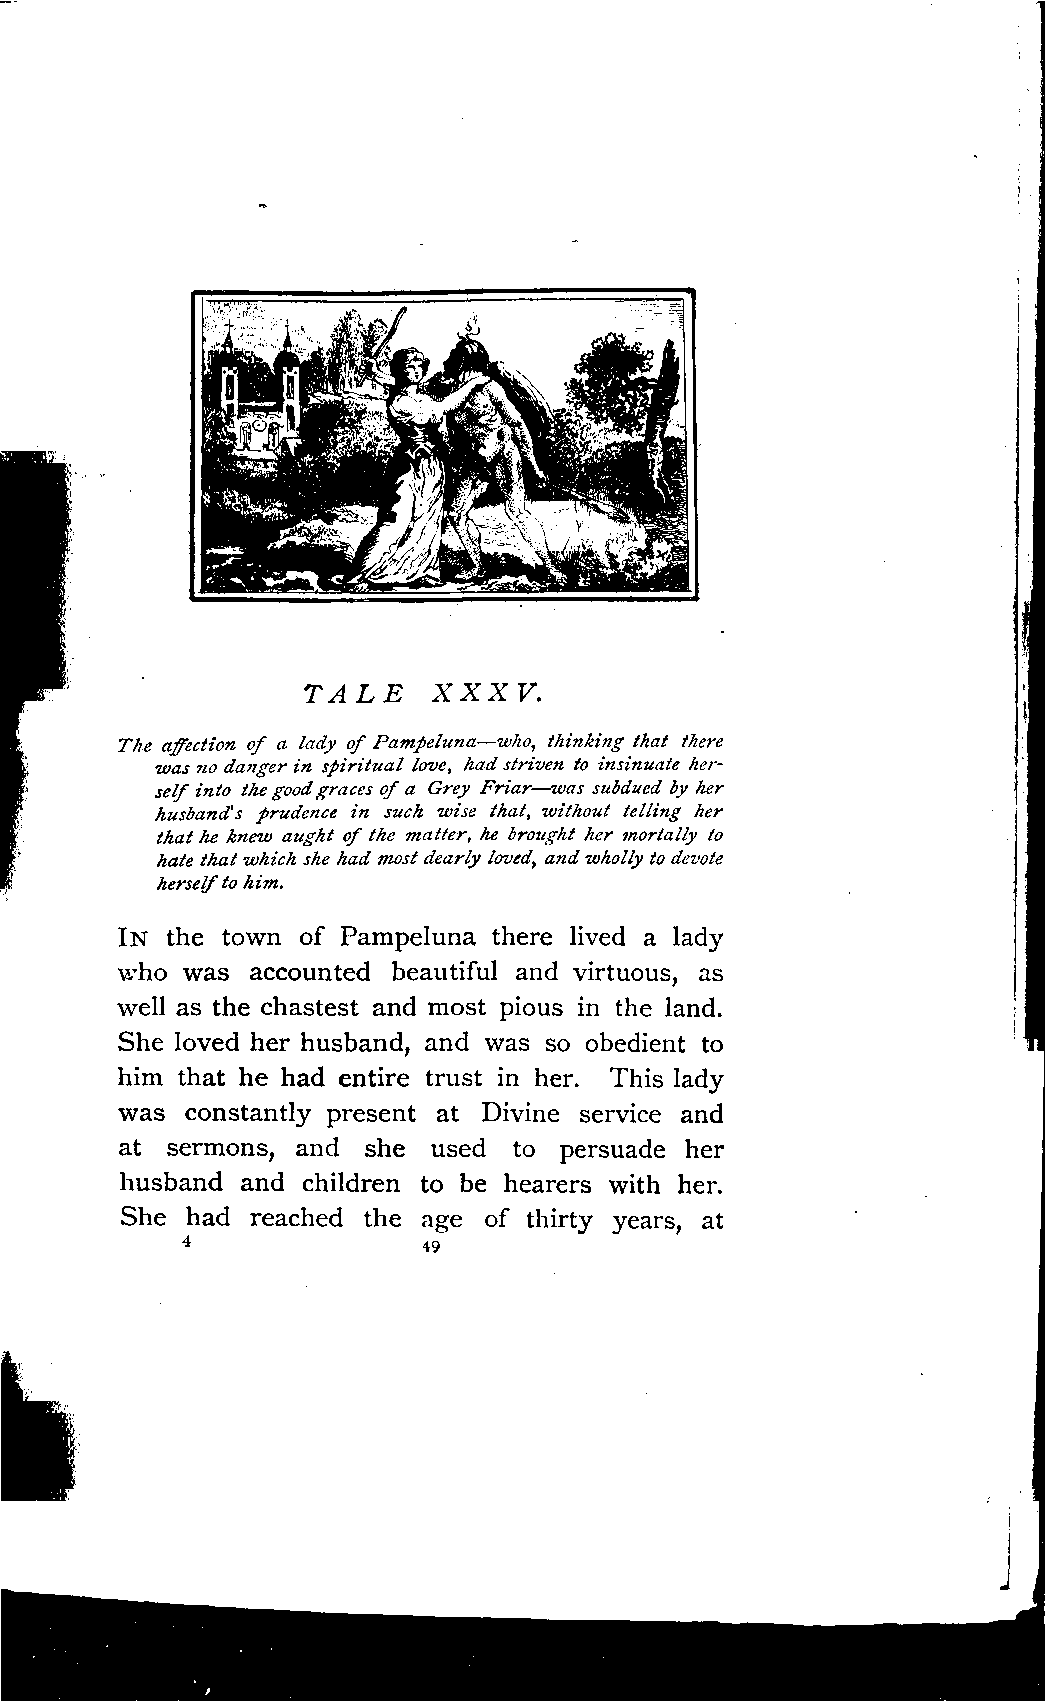 TALE XXXV.
The affection of a lady of Pampeluna—who, thinking that there
was no danger in spiritual love, had striven to insinuate her-
self into the good graces of a Grey Friar—was subdued by her
husband's prudence in such wise that, without telling her
that he knew aught of the matter, he brought her mortally to
hate that which she had most dearly loved, and wholly to devote
herself to him.
IN the town of Pampeluna there lived a lady
who was accounted beautiful and virtuous, as
well as the chastest and most pious in the land.
She loved her husband, and was so obedient to
him that he had entire trust in her. This lady
was constantly present at Divine service and
at sermons, and she used to persuade her
husband and children to be hearers with her.
She had reached the age of thirty years, at
4 49